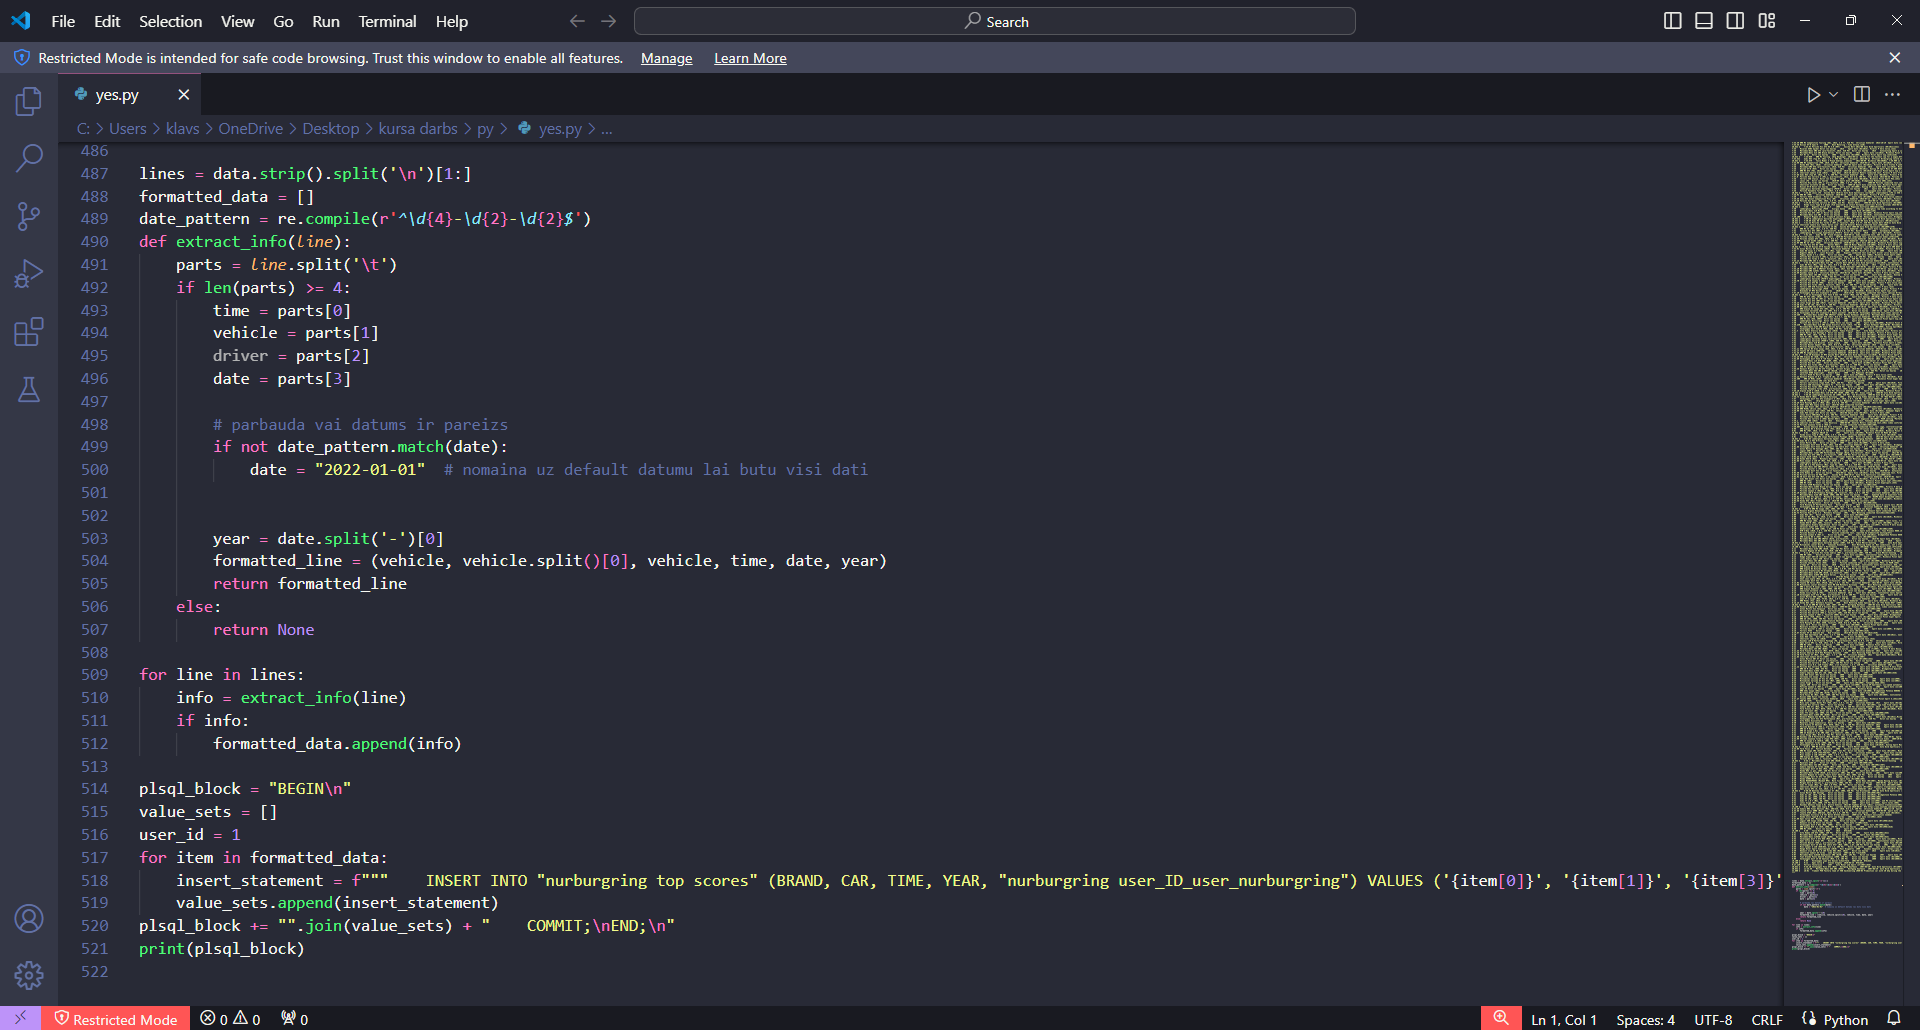 File Edit Selection View Go Run Terminal Help
Search
Restricted Mode is intended for safe code browsing. Trust this window to enable all features. Manage Learn More
yes.py
C: > Users > klavs > OneDrive > Desktop > kursa darbs > py > yes.py > ...
486
487 lines = data.strip().split('\n')[1:]
488 formatted_data = []
489 date_pattern = re.compile(r'^\d{4}-\d{2}-\d{2}$')
490 def extract_info(line):
491     parts = line.split('\t')
492     if len(parts) >= 4:
493         time = parts[0]
494         vehicle = parts[1]
495         driver = parts[2]
496         date = parts[3]
497
498         # parbauda vai datums ir pareizs
499         if not date_pattern.match(date):
500             date = "2022-01-01"  # nomaina uz default datumu lai butu visi dati
501
502
503         year = date.split('-')[0]
504         formatted_line = (vehicle, vehicle.split()[0], vehicle, time, date, year)
505         return formatted_line
506     else:
507         return None
508
509 for line in lines:
510     info = extract_info(line)
511     if info:
512         formatted_data.append(info)
513
514 plsql_block = "BEGIN\n"
515 value_sets = []
516 user_id = 1
517 for item in formatted_data:
518     insert_statement = f"""    INSERT INTO "nurburgring top scores" (BRAND, CAR, TIME, YEAR, "nurburgring user_ID_user_nurburgring") VALUES ('{item[0]}', '{item[1]}', '{item[3]}'
519     value_sets.append(insert_statement)
520 plsql_block += "".join(value_sets) + "    COMMIT;\nEND;\n"
521 print(plsql_block)
522
Restricted Mode 0 0 0 Ln 1, Col 1 Spaces: 4 UTF-8 CRLF Python